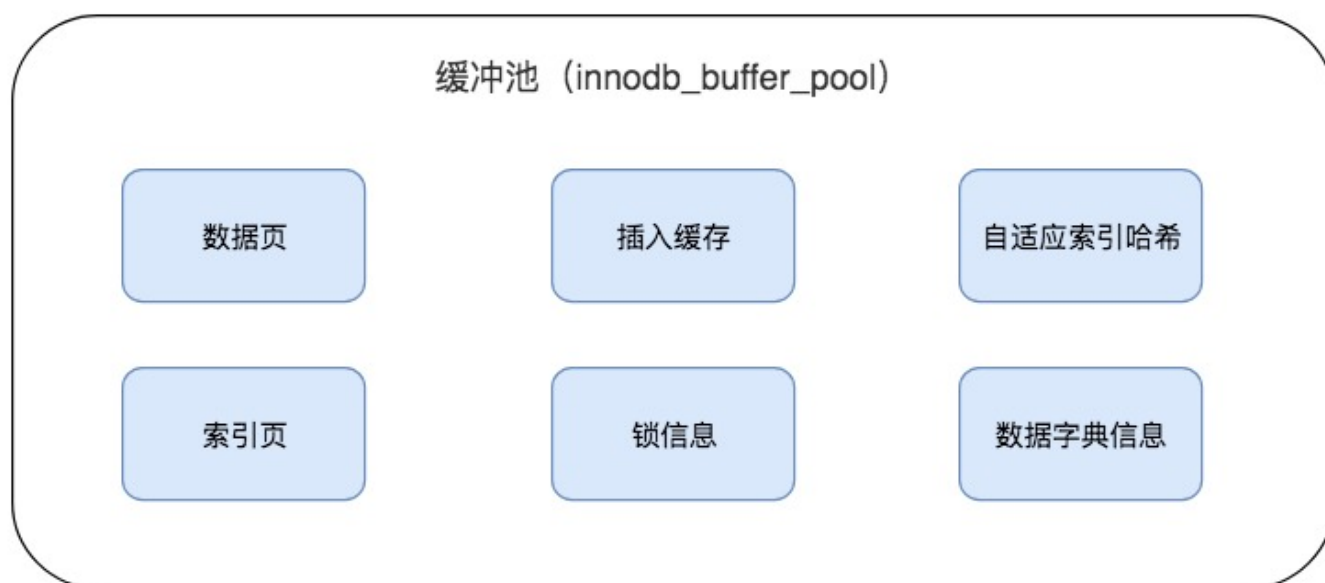 缓冲池（innodb_buffer_pool）
数据页
插入缓存
自适应索引哈希
索引页
锁信息
数据字典信息